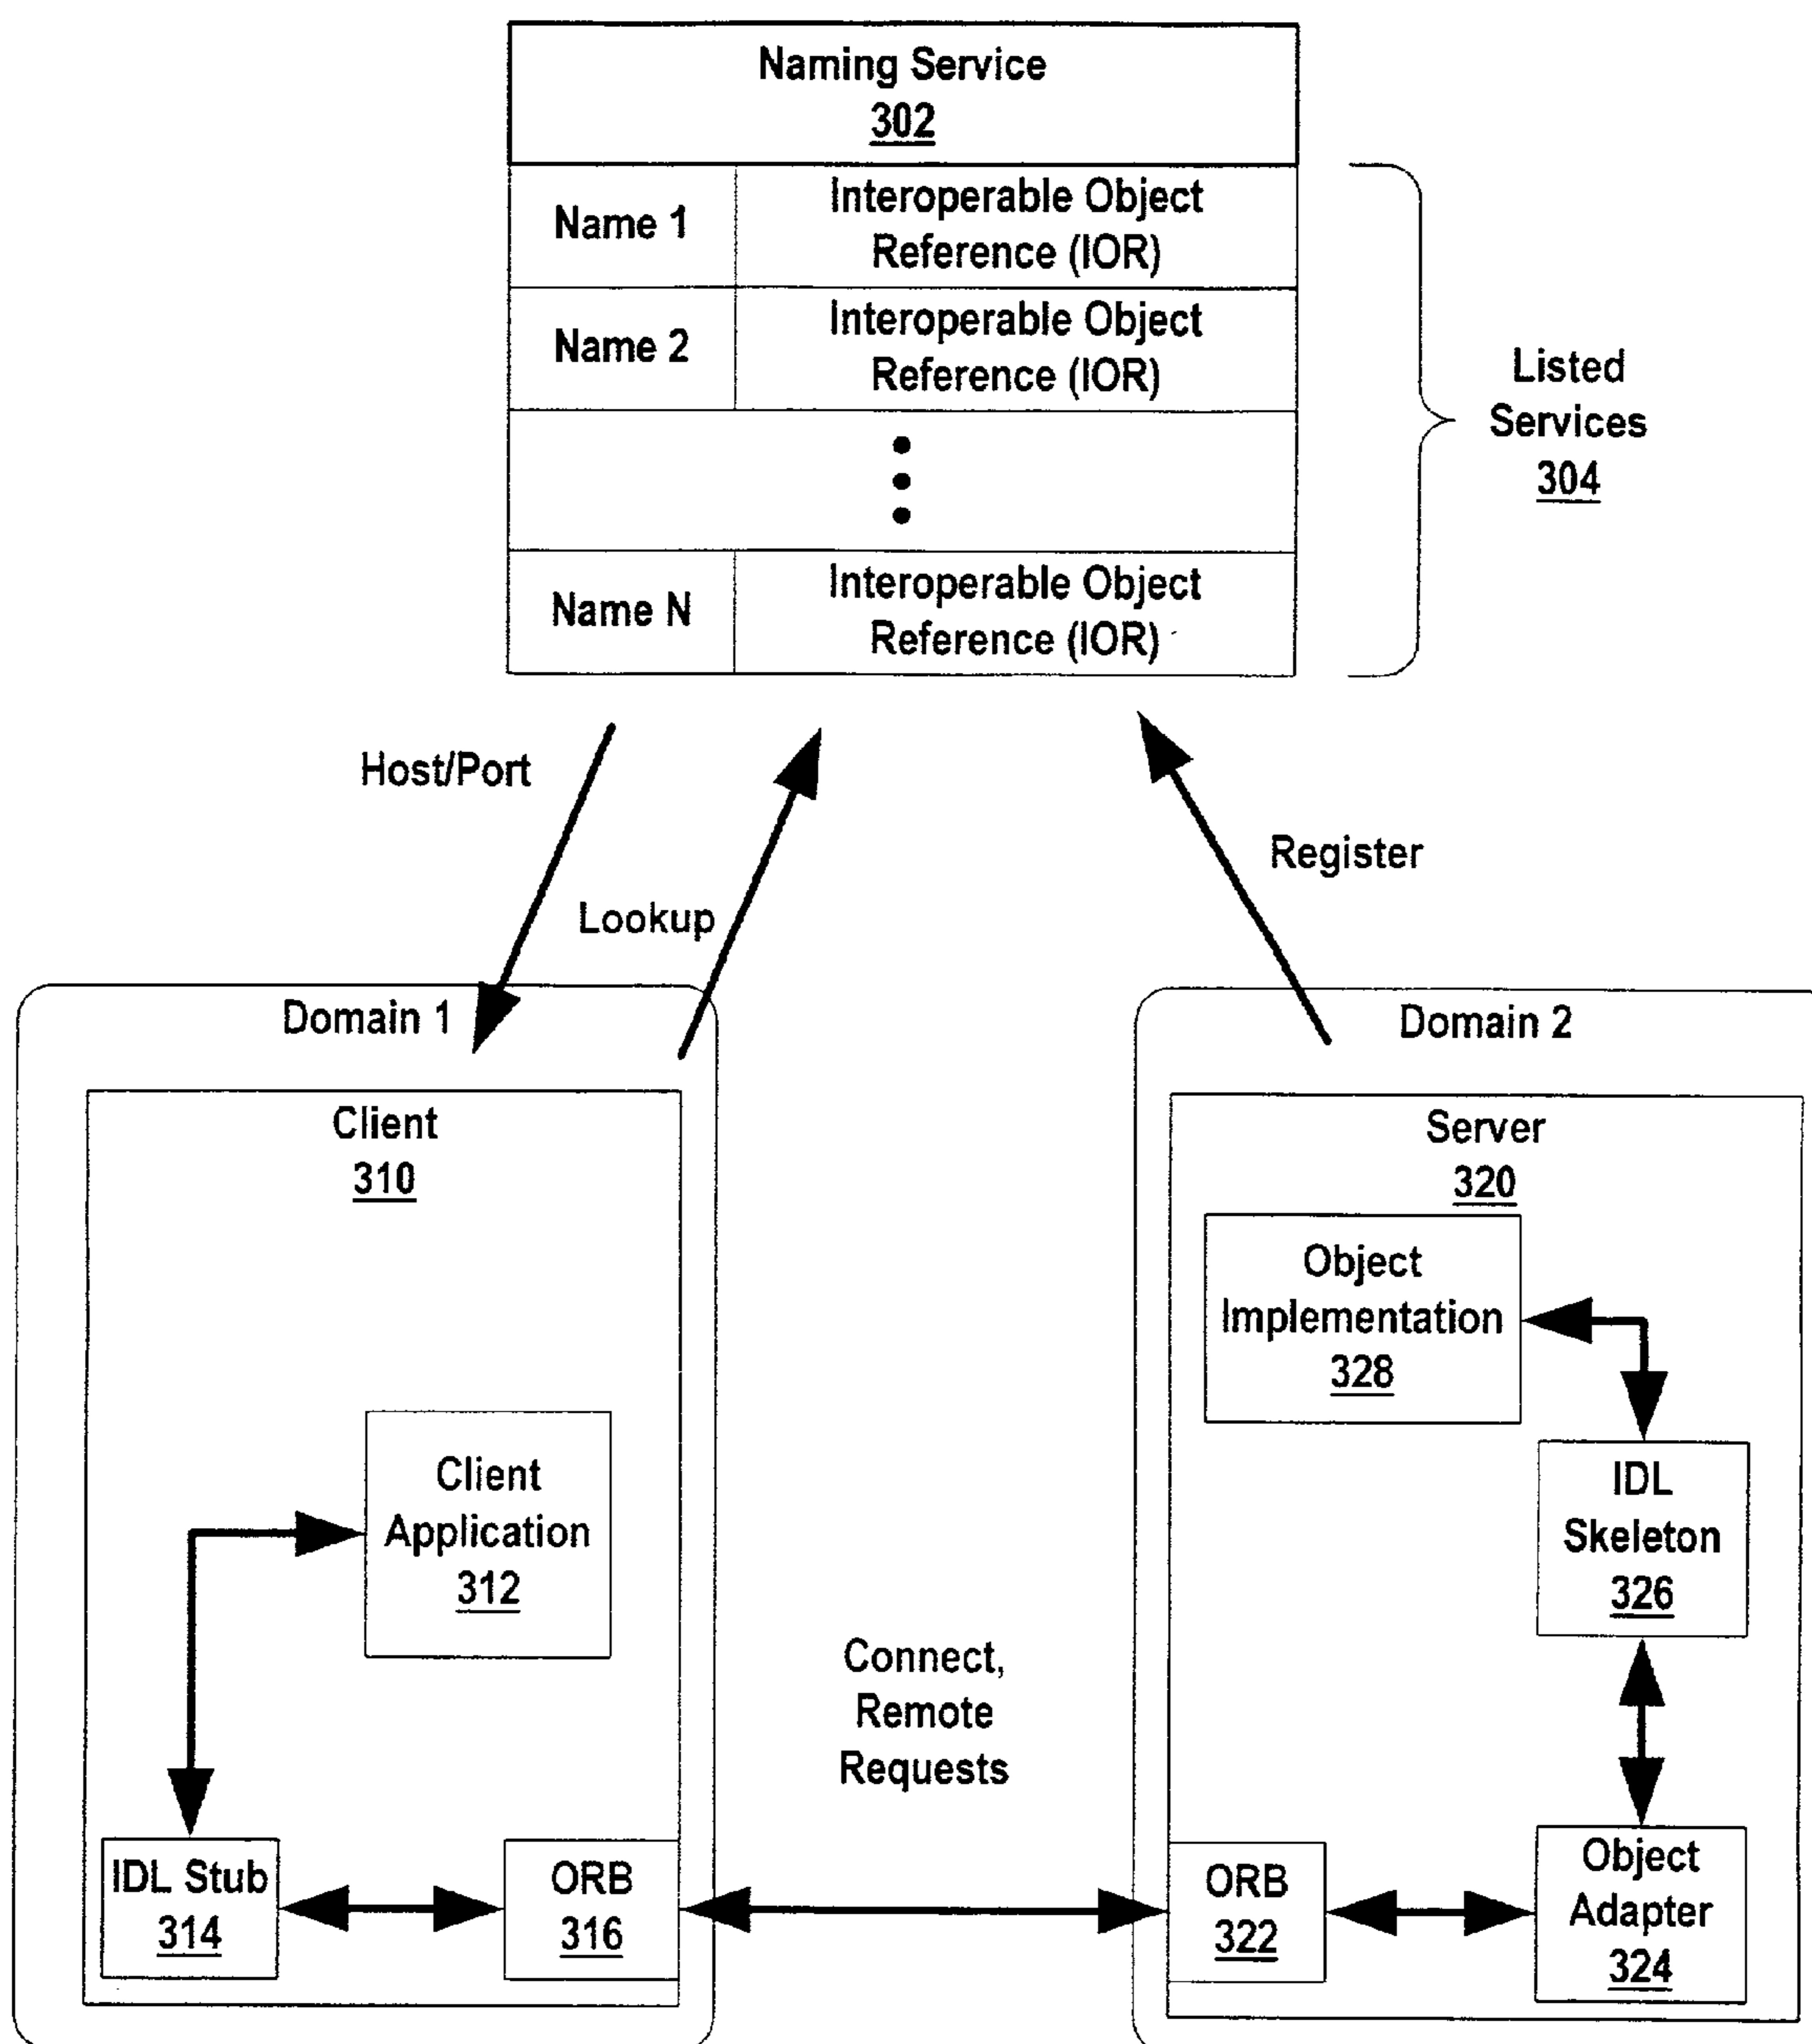 Naming Service
302
Name 1
Interoperable Object
Reference (IOR)
Name 2
Interoperable Object
Reference (IOR)
Name N
Interoperable Object
Reference (IOR)
Listed
Services
304
Host/Port
Lookup
Register
Domain 1
Client
310
Client
Application
312
IDL Stub
314
ORB
316
Connect,
Remote
Requests
Domain 2
Server
320
Object
Implementation
328
IDL
Skeleton
326
ORB
322
Object
Adapter
324